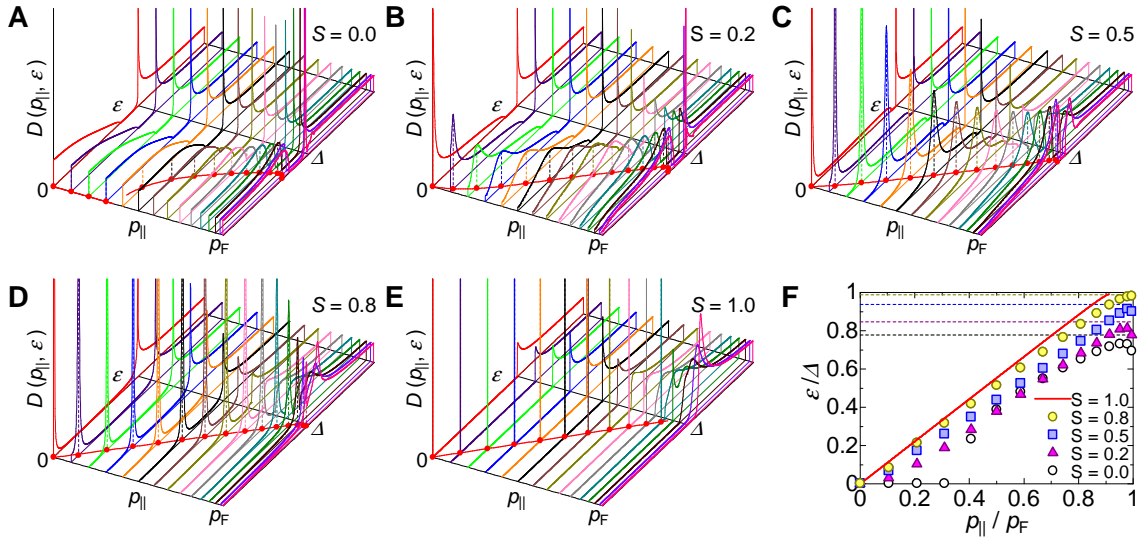 A
S = 0.0
D (p||, ε)
ε
Δ
0
p||
pF
B
S = 0.2
D (p||, ε)
ε
Δ
0
p||
pF
C
S = 0.5
D (p||, ε)
ε
Δ
0
p||
pF
D
S = 0.8
D (p||, ε)
ε
Δ
0
p||
pF
E
S = 1.0
D (p||, ε)
ε
Δ
0
p||
pF
F
1
0.8
0.6
0.4
0.2
0
ε/Δ
S = 1.0
S = 0.8
S = 0.5
S = 0.2
S = 0.0
0 0.2 0.4 0.6 0.8 1
p|| / pF